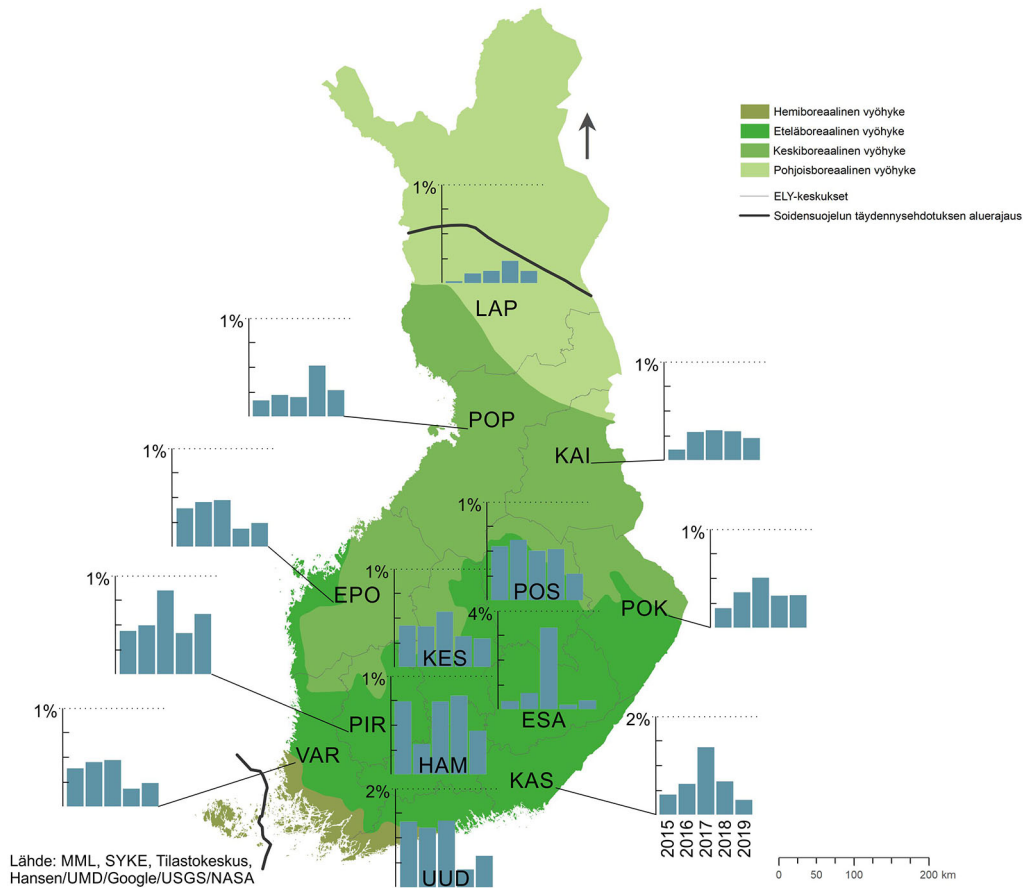 Hemiboreaalinen vyöhyke
Eteläboreaalinen vyöhyke
Keskiboreaalinen vyöhyke
Pohjoisboreaalinen vyöhyke
ELY-keskukset
Soidensuojelun täydennysehdotuksen aluerajaus
1%
LAP
1%
POP
1%
KAI
1%
EPO
1%
POS
1%
POK
1%
PIR
1%
KES
4%
ESA
1%
HAM
1%
VAR
2%
KAS
2015
2016
2017
2018
2019
2%
UUD
Lähde: MML, SYKE, Tilastokeskus,
Hansen/UMD/Google/USGS/NASA
0 50 100 200 km